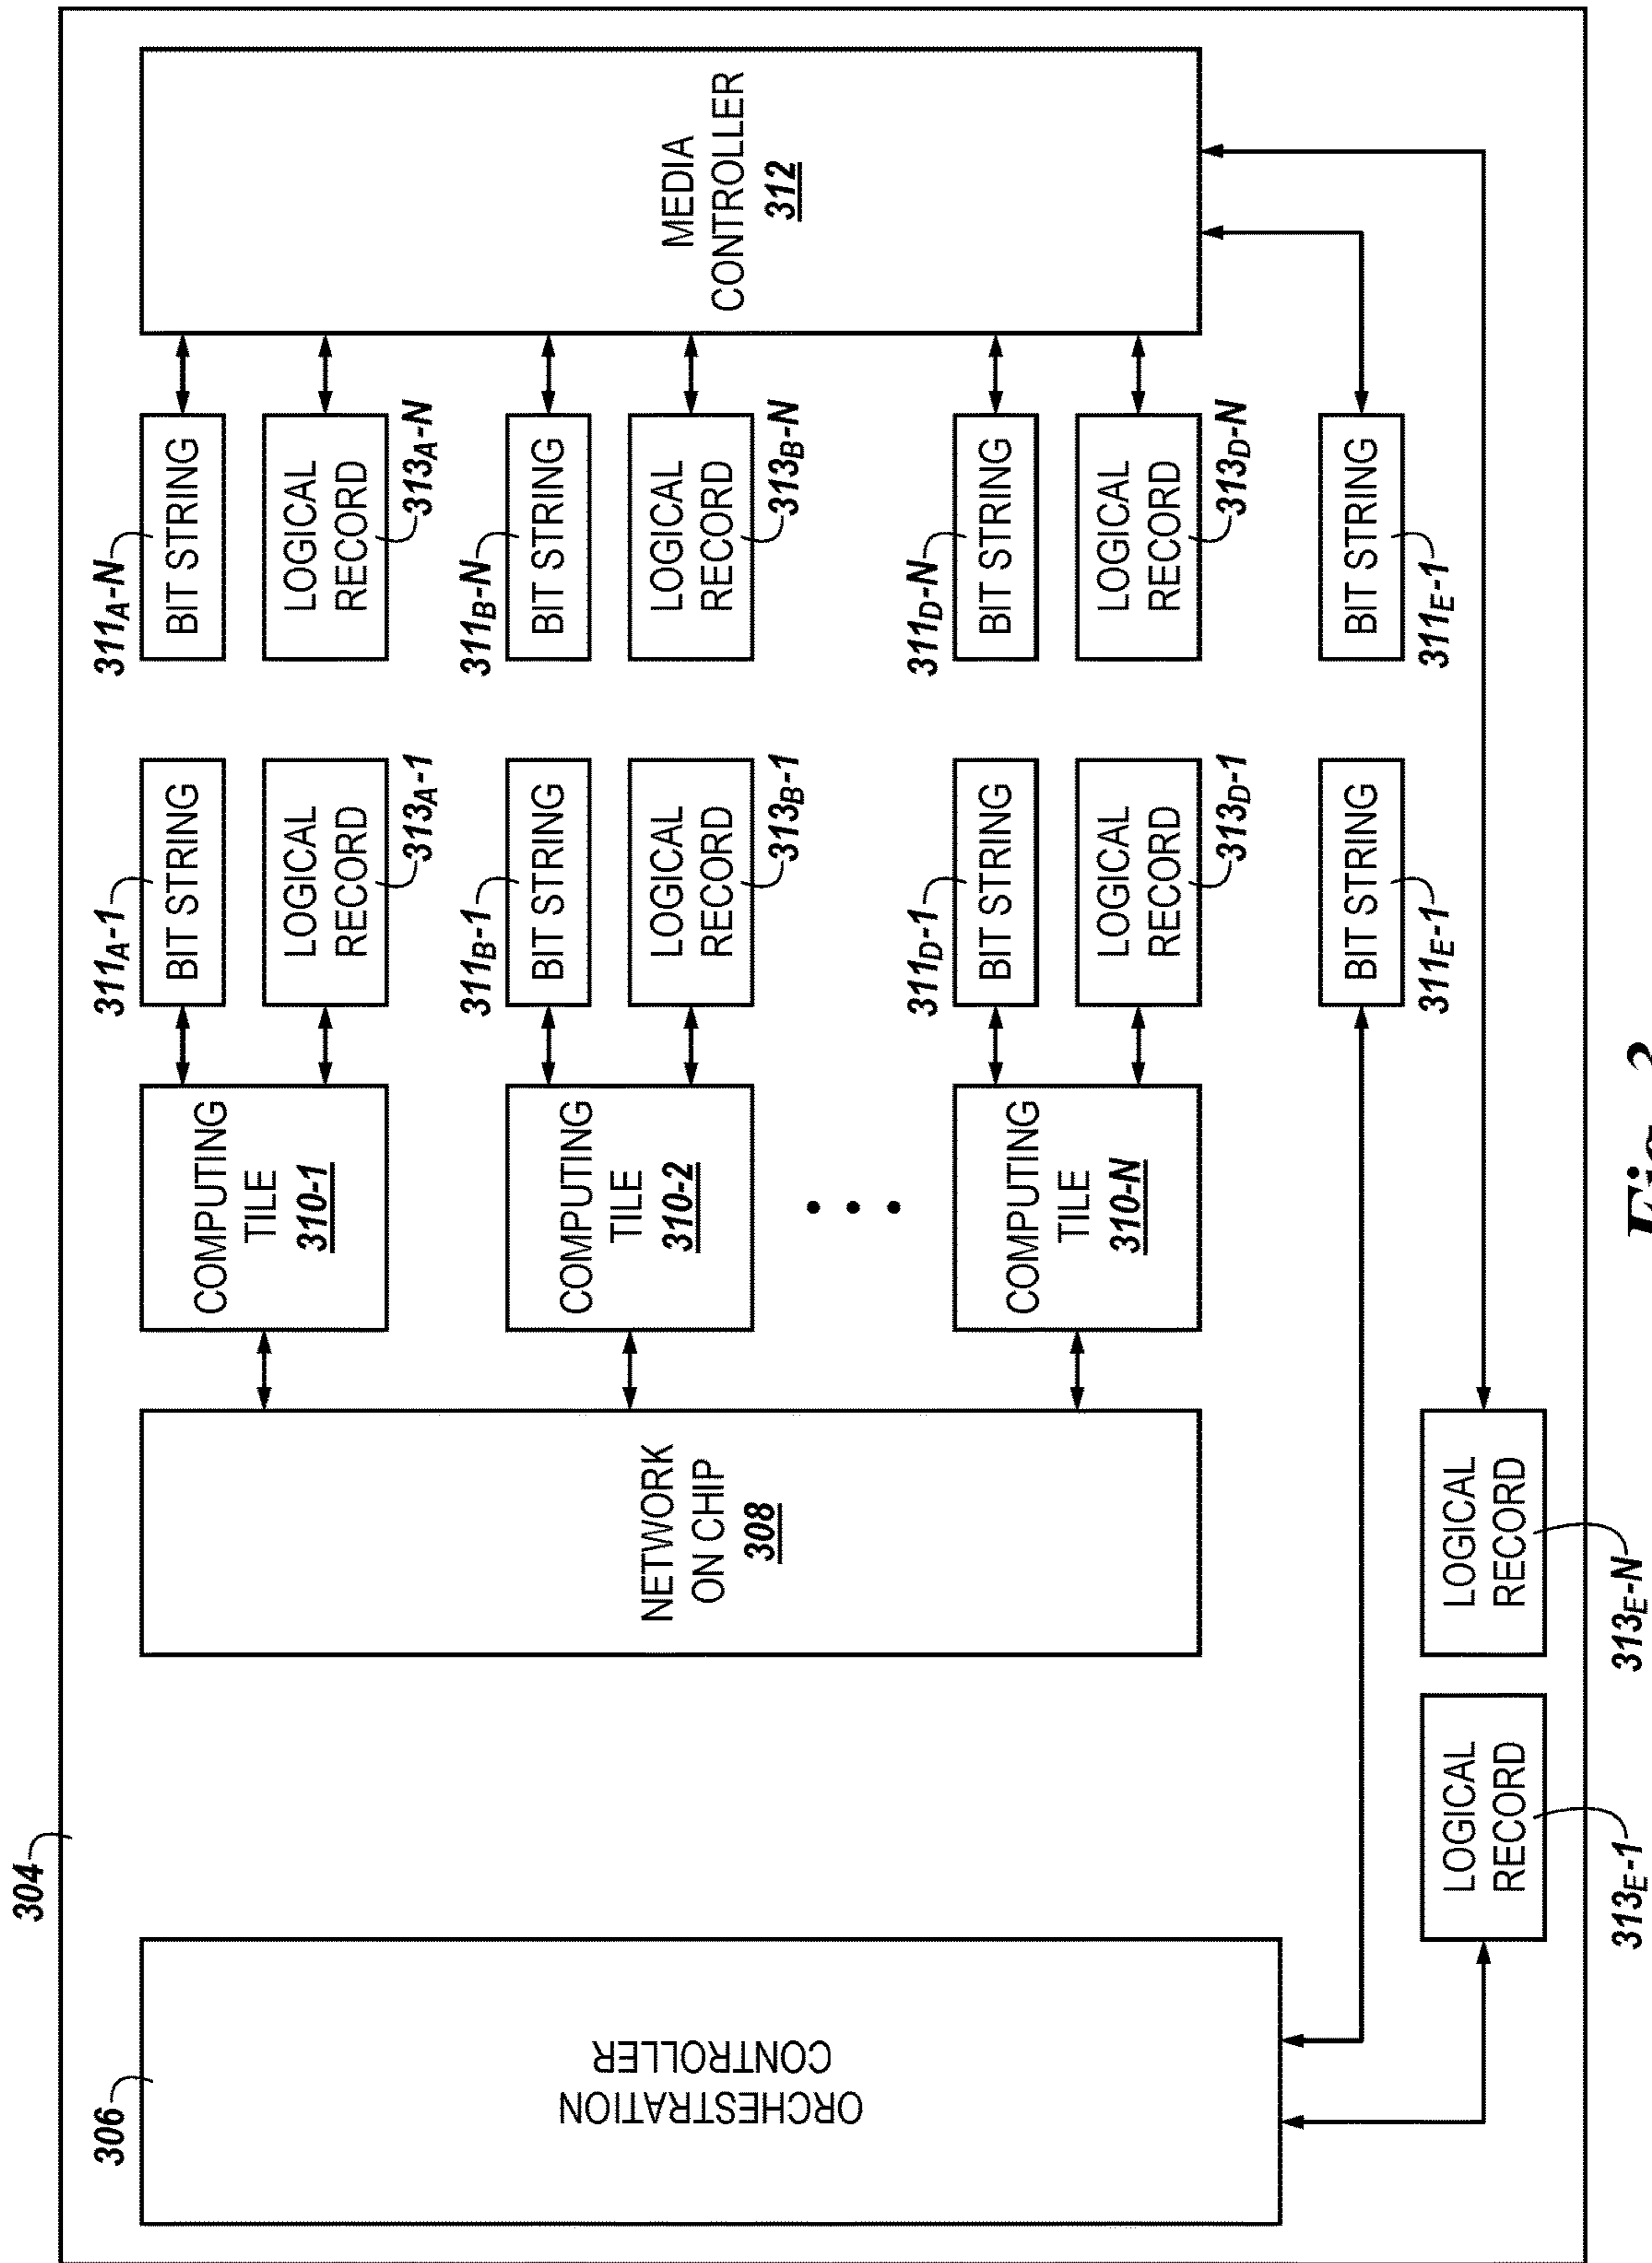 304
306
311A-1
311A-N
BIT STRING
BIT STRING
COMPUTING
TILE
310-1
LOGICAL
RECORD
LOGICAL
RECORD
313A-1
313A-N
311B-1
311B-N
BIT STRING
BIT STRING
ORCHESTRATION
CONTROLLER
NETWORK
ON CHIP
308
COMPUTING
TILE
310-2
LOGICAL
RECORD
LOGICAL
RECORD
313B-1
313B-N
MEDIA
CONTROLLER
312
311D-1
311D-N
BIT STRING
BIT STRING
COMPUTING
TILE
310-N
LOGICAL
RECORD
LOGICAL
RECORD
313D-1
313D-N
BIT STRING
BIT STRING
311E-1
311E-1
LOGICAL
RECORD
LOGICAL
RECORD
313E-1
313E-N
Fig.